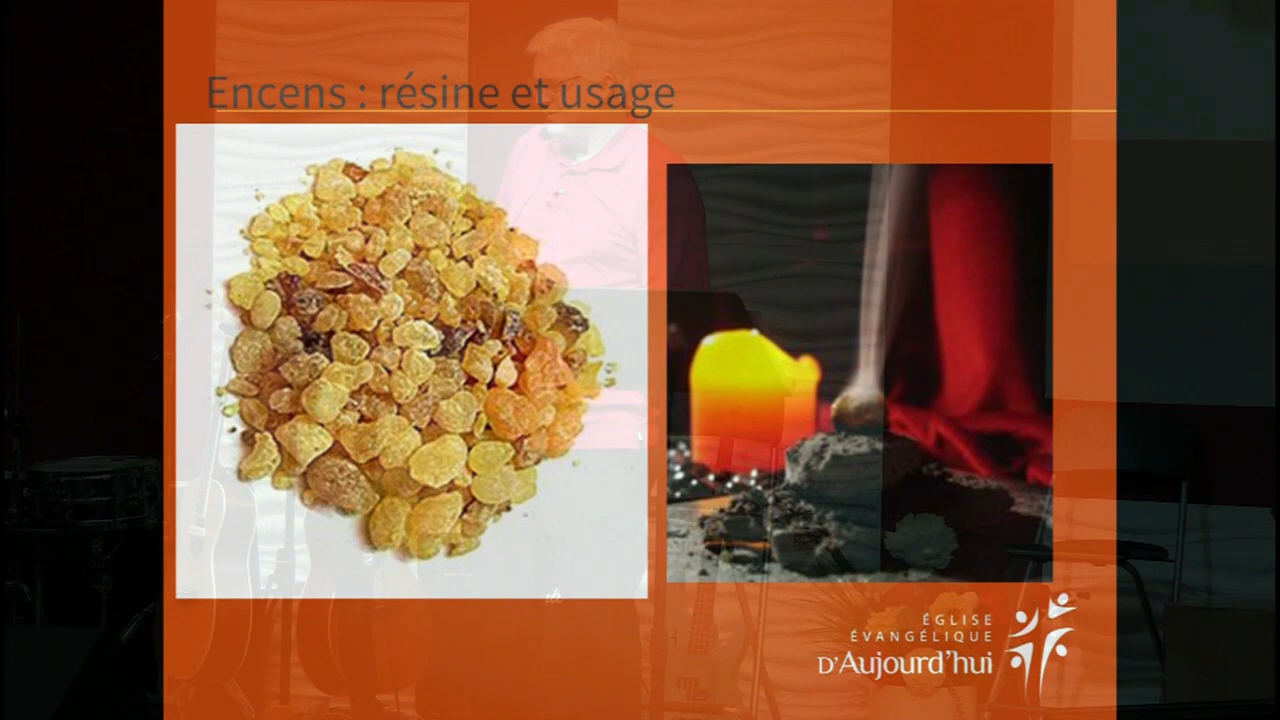 Encens : résine et usage
ÉGLISE
ÉVANGÉLIQUE
D'Aujourd'hui